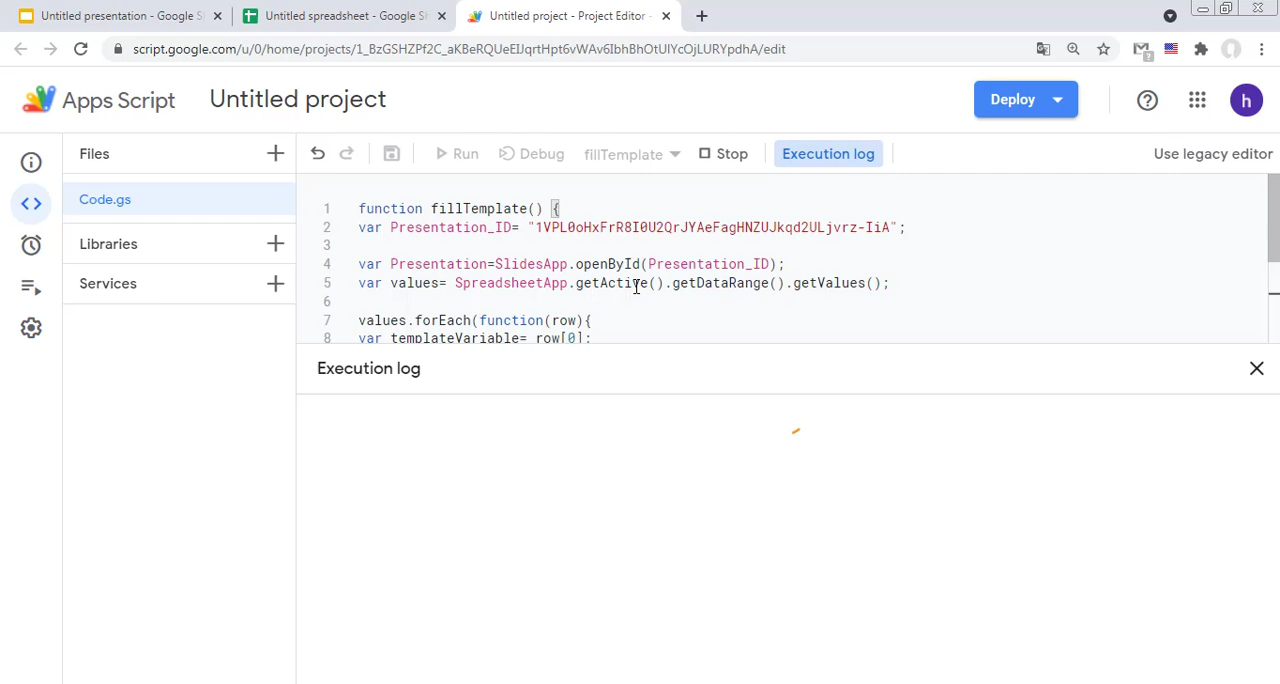 Untitled presentation - Google Sl
Untitled spreadsheet - Google Sh
Untitled project - Project Editor -
script.google.com/u/0/home/projects/1_BzGSHZPf2C_aKBeRQUeEIJqrtHpt6vWAv6IbhBhOtUlYcOjLURYpdhA/edit
Apps Script
Untitled project
Deploy
h
Files
Run
Debug
fillTemplate
Stop
Execution log
Use legacy editor
Code.gs
Libraries
Services
1 function fillTemplate() {
2 var Presentation_ID= "1VPL0oHxFrR8I0U2QrJYAeFagHNZUJkqd2ULjvrz-IiA";
3
4 var Presentation=SlidesApp.openById(Presentation_ID);
5 var values= SpreadsheetApp.getActive().getDataRange().getValues();
6
7 values.forEach(function(row){
8 var templateVariable= row[0];
Execution log